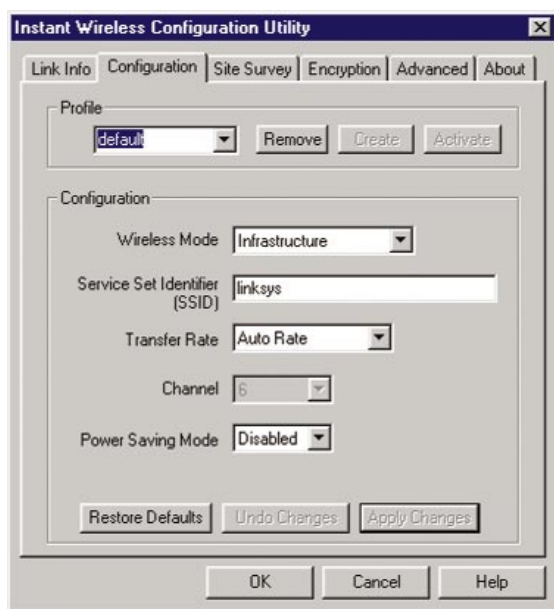 Instant Wireless Configuration Utility
Link Info Configuration Site Survey Encryption Advanced About
Profile
default Remove Create Activate
Configuration
Wireless Mode Infrastructure
Service Set Identifier (SSID) linksys
Transfer Rate Auto Rate
Channel 6
Power Saving Mode Disabled
Restore Defaults Undo Changes Apply Changes
OK Cancel Help